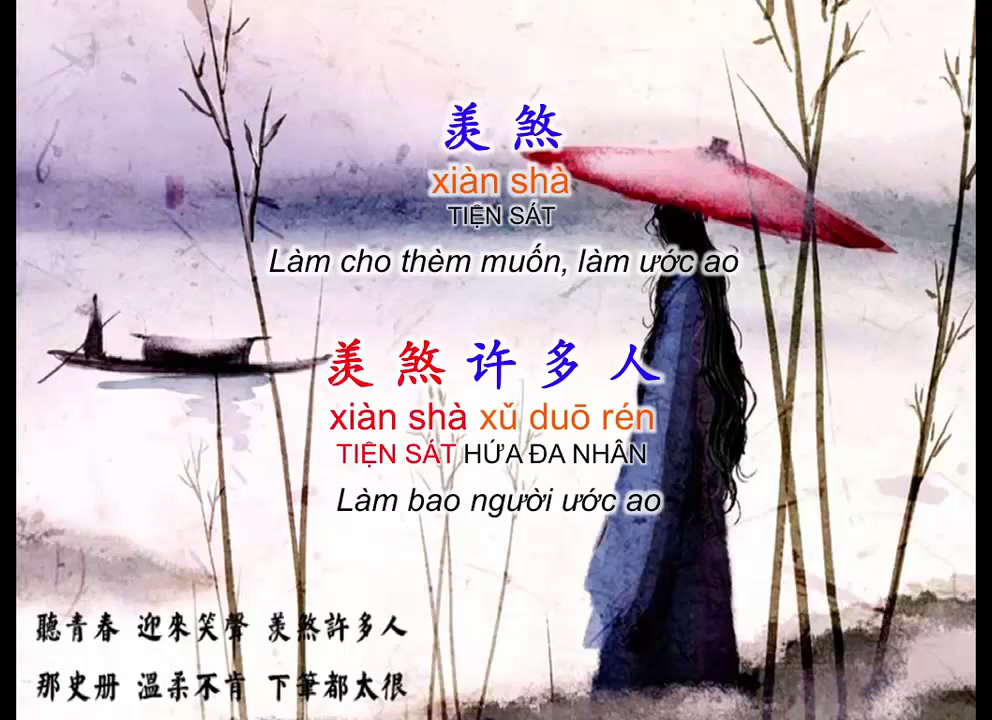 羡煞
xiàn shà
TIỆN SÁT
Làm cho thèm muốn, làm ước ao
羡煞许多人
xiàn shà xǔ duō rén
TIỆN SÁT HỨA ĐA NHÂN
Làm bao người ước ao
聽青春 迎來笑聲 羨煞許多人
那史册 溫柔不肯 下筆都太很